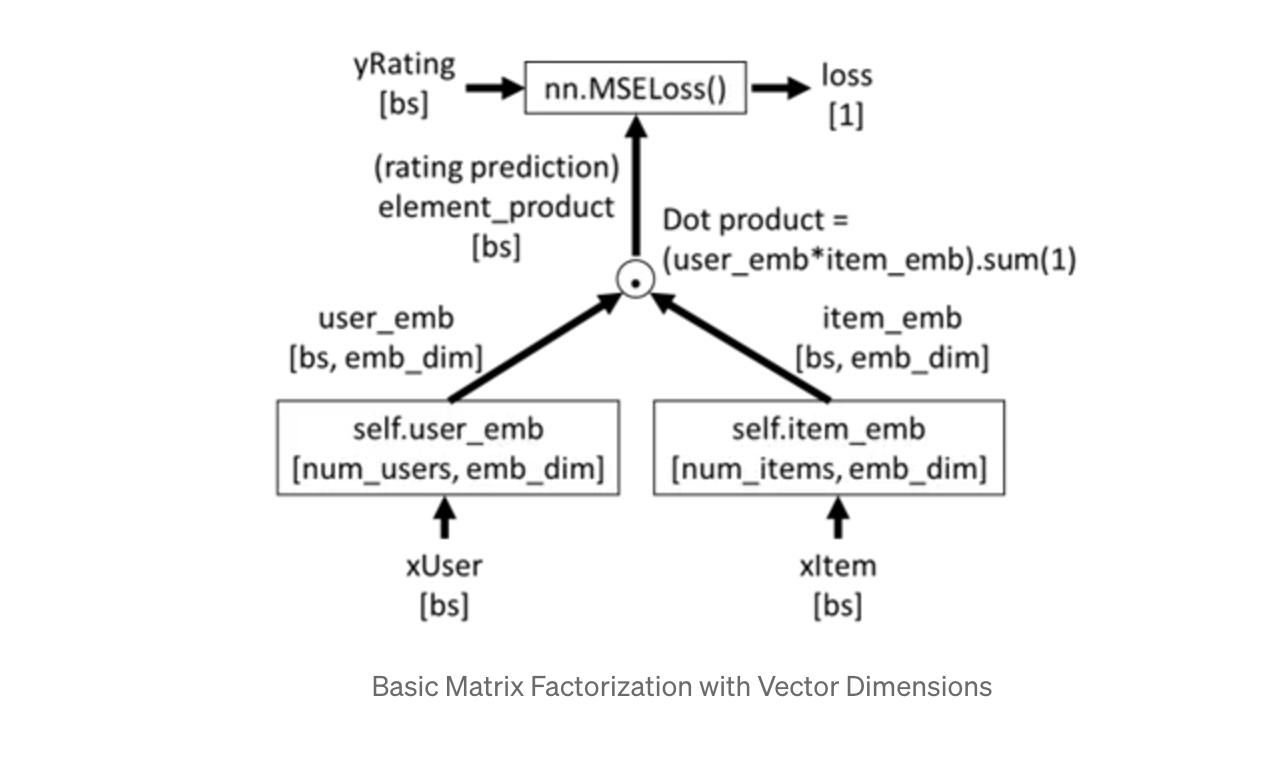 yRating
[bs]
nn.MSELoss()
loss
[1]
(rating prediction)
element_product
[bs]
Dot product =
(user_emb*item_emb).sum(1)
user_emb
[bs, emb_dim]
item_emb
[bs, emb_dim]
self.user_emb
[num_users, emb_dim]
self.item_emb
[num_items, emb_dim]
xUser
[bs]
xItem
[bs]
Basic Matrix Factorization with Vector Dimensions